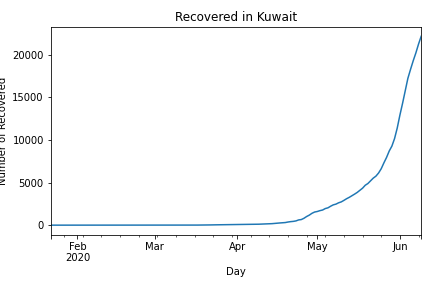 Recovered in Kuwait
Number of Recovered
20000
15000
10000
5000
0
Feb
2020
Mar
Apr
May
Jun
Day